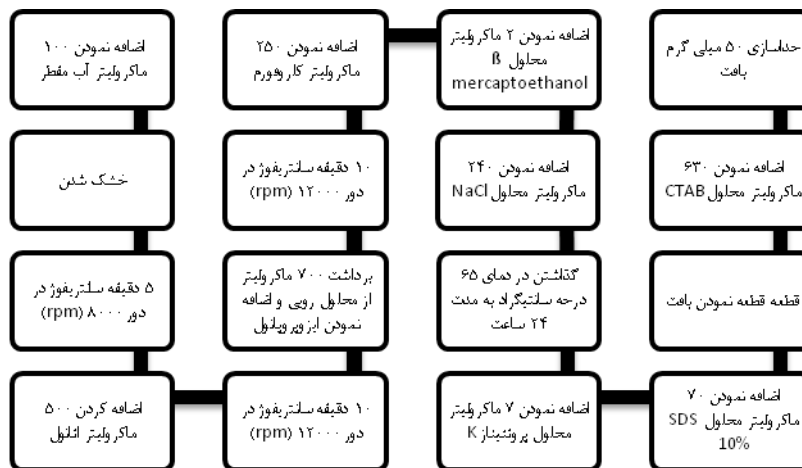 جداسازی ۵۰ میلی گرم
بافت
اضافه نمودن ۶۳۰
ماکرولیتر محلول CTAB
قطعه قطعه نمودن بافت
اضافه نمودن ۷۰
ماکرولیتر محلول SDS
10%
اضافه نمودن ۷ ماکرولیتر
محلول پروتئیناز K
گذاشتن در دمای ۶۵
درجه سانتیگراد به مدت
۲۴ ساعت
اضافه نمودن ۲۴۰
ماکرولیتر محلول NaCl
اضافه نمودن ۲ ماکرولیتر
محلول ß
mercaptoethanol
اضافه نمودن ۲۵۰
ماکرولیتر کلروفورم
۱۰ دقیقه سانتریفوژ در
دور ۱۲۰۰۰ (rpm)
برداشت ۷۰۰ ماکرولیتر
از محلول رویی و اضافه
نمودن ایزوپروپانول
۱۰ دقیقه سانتریفوژ در
دور ۱۲۰۰۰ (rpm)
اضافه کردن ۵۰۰
ماکرولیتر اتانول
۵ دقیقه سانتریفوژ در
دور ۸۰۰۰ (rpm)
خشک شدن
اضافه نمودن ۱۰۰
ماکرولیتر آب مقطر